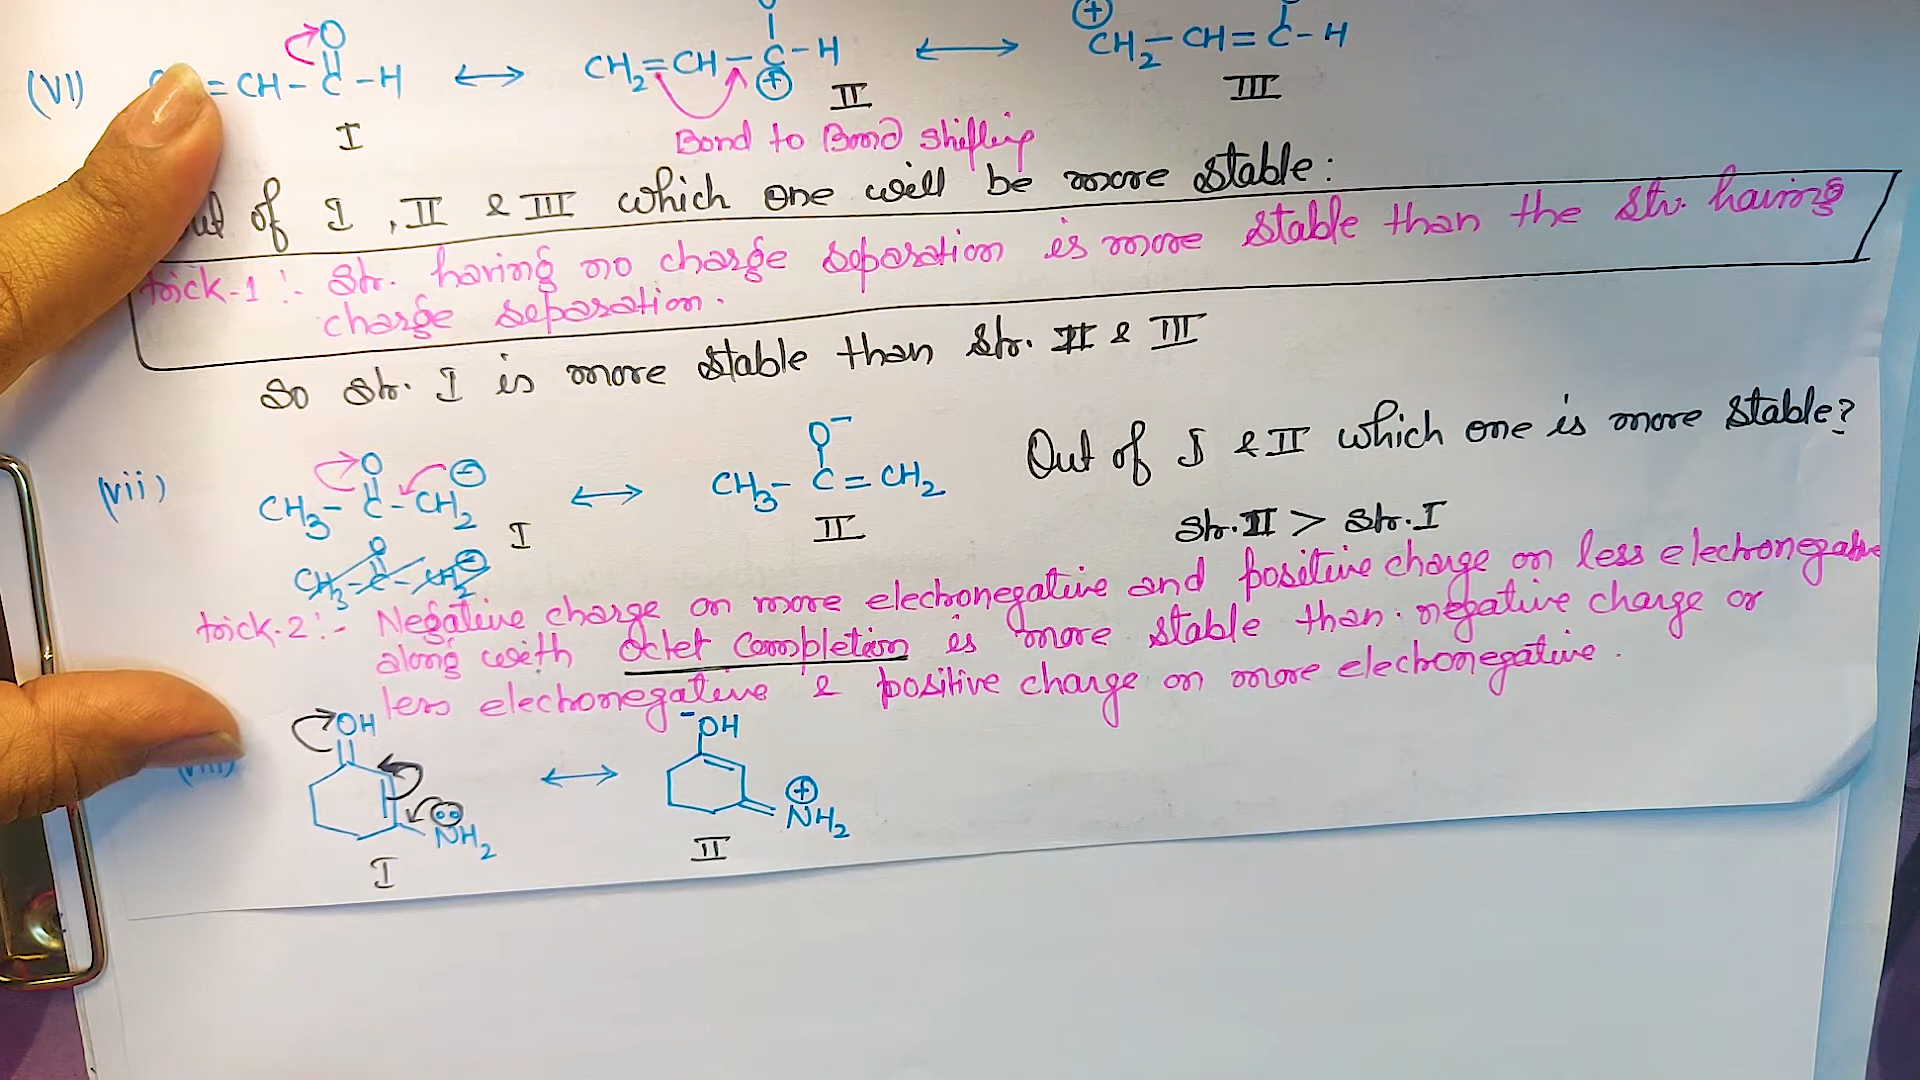 (VI) =CH-C-H ↔ CH2=CH-C-H ↔ CH2-CH=C-H
O
⊕ ⊕
I II III
Bond to Bond shifting
of I, II & III which one will be more stable:
trick-1:- Str. having no charge separation is more stable than the str. having
charge separation.
So str. I is more stable than str. II & III
(vii) CH3-C-CH2 ↔ CH3-C=CH2 Out of I & II which one is more stable?
O ⊖ O-
I II
Str.II > Str.I
trick.2:- Negative charge on more electronegative and positive charge on less electronegative
along with Octet Completion is more stable than. negative charge or
less electronegative & positive charge on more electronegative.
OH ↔ -OH
(viii)
NH2 ⊕ NH2
I II